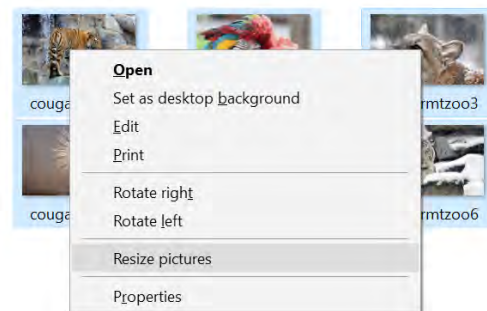 Open
couga
Set as desktop background
rmtzoo3
Edit
Print
Rotate right
couga
Rotate left
rmtzoo6
Resize pictures
Properties